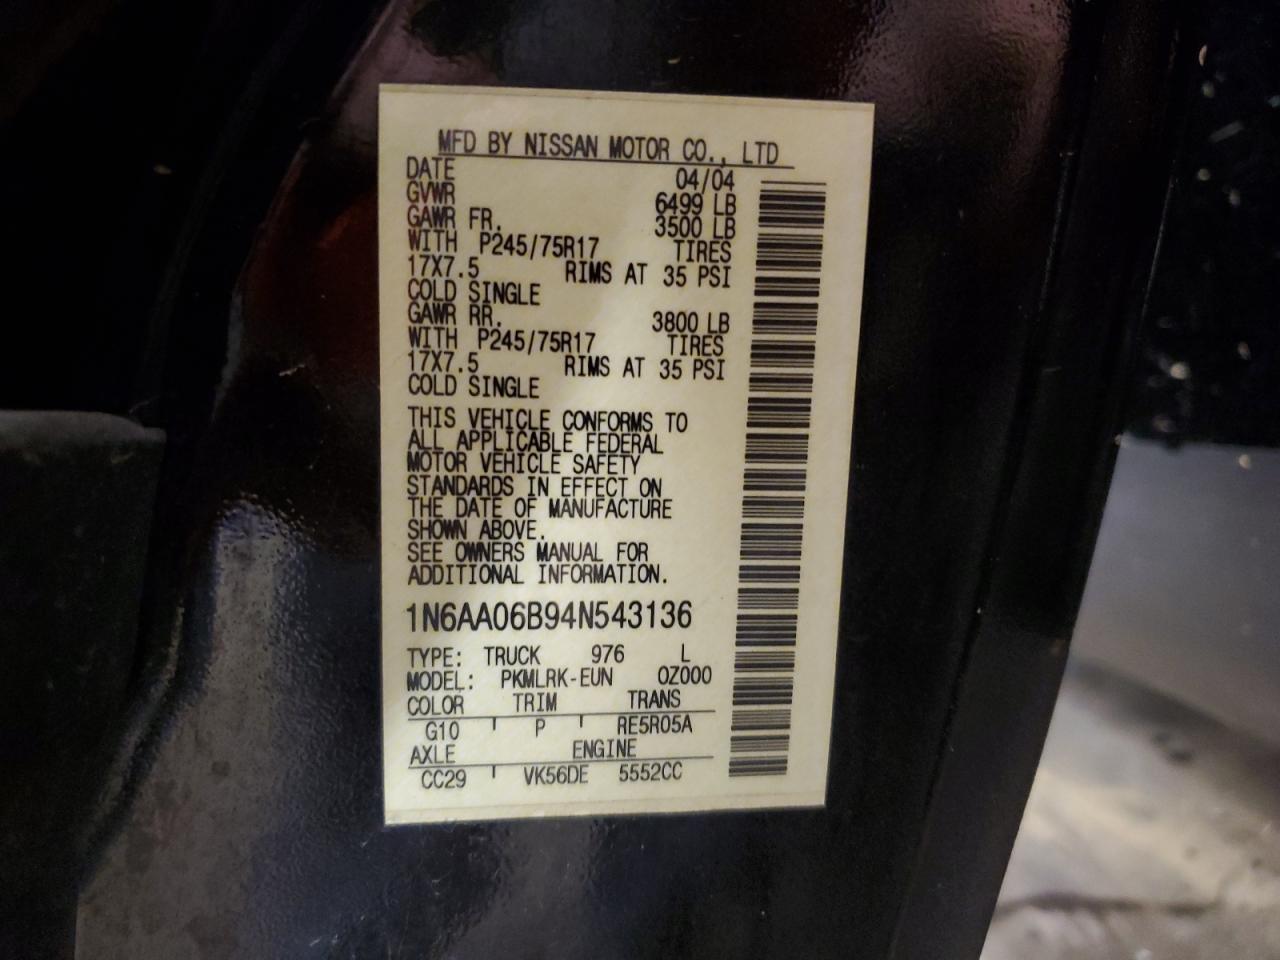 MFD BY NISSAN MOTOR CO., LTD
DATE 04/04
GVWR 6499 LB
GAWR FR. 3500 LB
WITH P245/75R17 TIRES
17X7.5 RIMS AT 35 PSI
COLD SINGLE
GAWR RR. 3800 LB
WITH P245/75R17 TIRES
17X7.5 RIMS AT 35 PSI
COLD SINGLE
THIS VEHICLE CONFORMS TO
ALL APPLICABLE FEDERAL
MOTOR VEHICLE SAFETY
STANDARDS IN EFFECT ON
THE DATE OF MANUFACTURE
SHOWN ABOVE.
SEE OWNERS MANUAL FOR
ADDITIONAL INFORMATION.
1N6AA06B94N543136
TYPE: TRUCK 976 L
MODEL: PKMLRK-EUN 0Z000
COLOR TRIM TRANS
G10 P RE5R05A
AXLE ENGINE
CC29 VK56DE 5552CC